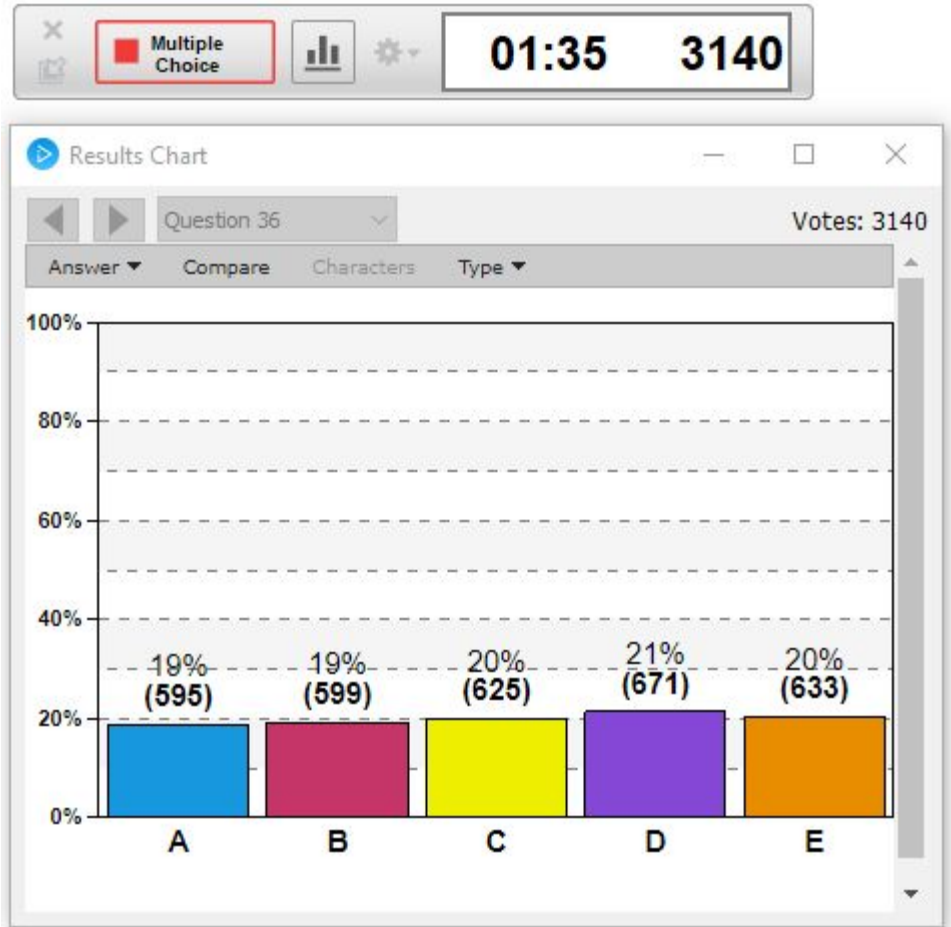 Multiple
Choice
01:35 3140
Results Chart
Question 36
Votes: 3140
Answer Compare Characters Type
100%
80%
60%
40%
20%
0%
19% 19% 20% 21% 20%
(595) (599) (625) (671) (633)
A B C D E